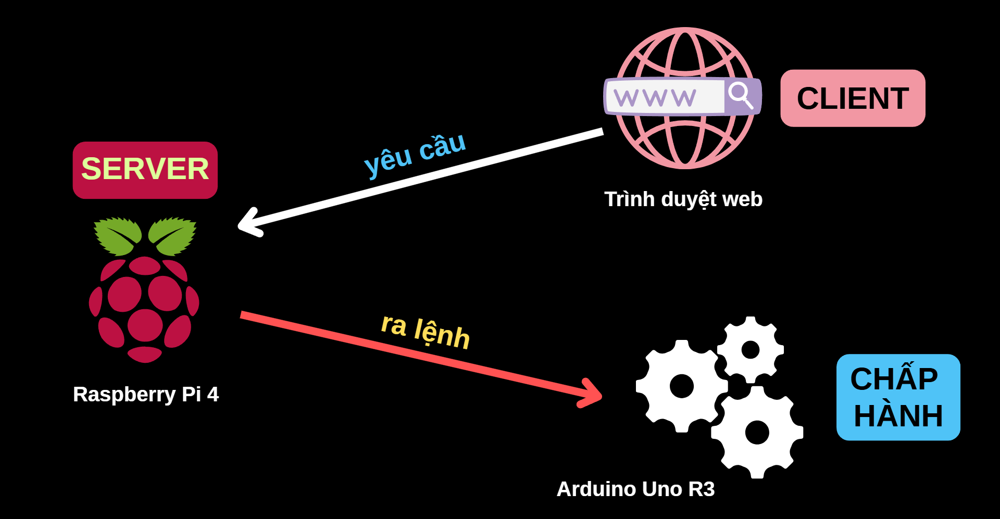 WWW
CLIENT
Trình duyệt web
yêu cầu
SERVER
Raspberry Pi 4
ra lệnh
CHẤP
HÀNH
Arduino Uno R3